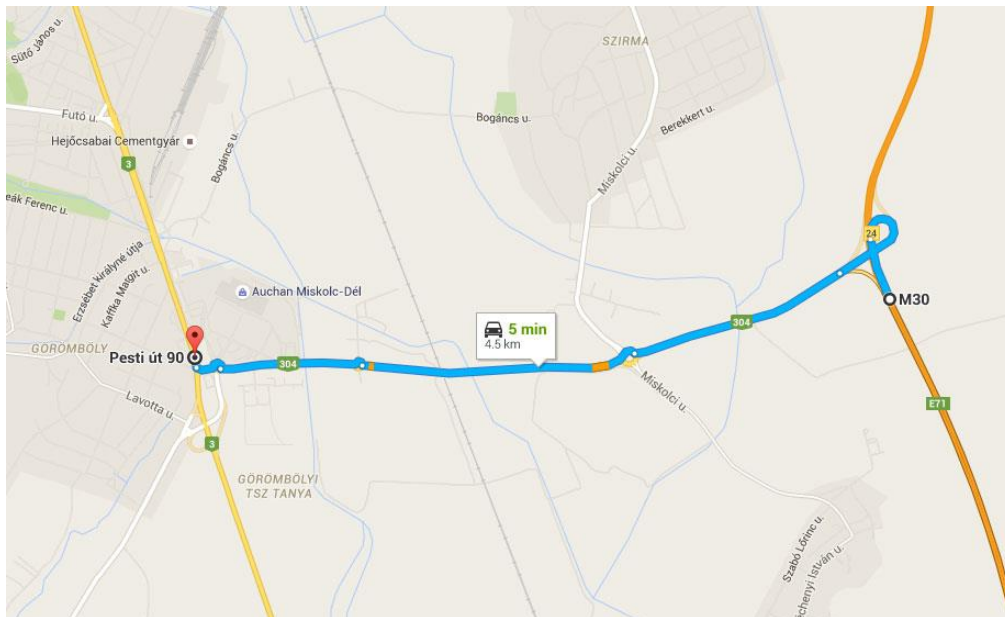 Sütő János u.
SZIRMA
Futó u.
Bogáncs u.
Berekkert u.
Hejőcsabai Cementgyár
3
Bogáncs u.
Miskolci u.
eák Ferenc u.
24
Erzsébet királyné útja
Kaffka Margit u.
Auchan Miskolc-Dél
M30
304
5 min
4.5 km
GÖRÖMBÖLY
Pesti út 90
304
Miskolci u.
Lavotta u.
E71
3
GÖRÖMBÖLYI
TSZ TANYA
Szabó Lőrinc u.
chenyi István u.